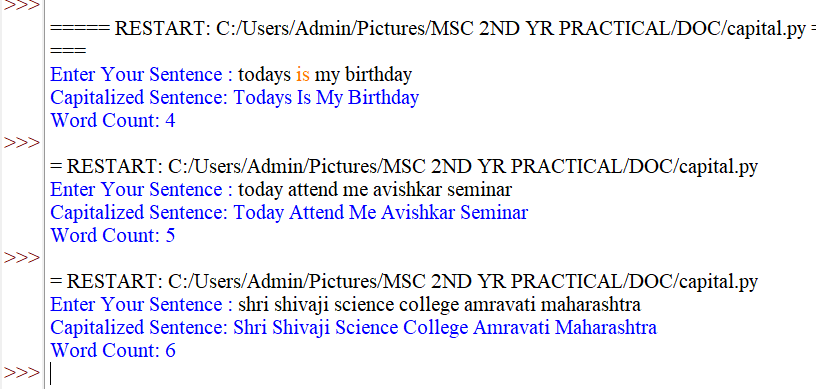 >>>
===== RESTART: C:/Users/Admin/Pictures/MSC 2ND YR PRACTICAL/DOC/capital.py =
===
Enter Your Sentence : todays is my birthday
Capitalized Sentence: Todays Is My Birthday
Word Count: 4
>>>
= RESTART: C:/Users/Admin/Pictures/MSC 2ND YR PRACTICAL/DOC/capital.py
Enter Your Sentence : today attend me avishkar seminar
Capitalized Sentence: Today Attend Me Avishkar Seminar
Word Count: 5
>>>
= RESTART: C:/Users/Admin/Pictures/MSC 2ND YR PRACTICAL/DOC/capital.py
Enter Your Sentence : shri shivaji science college amravati maharashtra
Capitalized Sentence: Shri Shivaji Science College Amravati Maharashtra
Word Count: 6
>>>